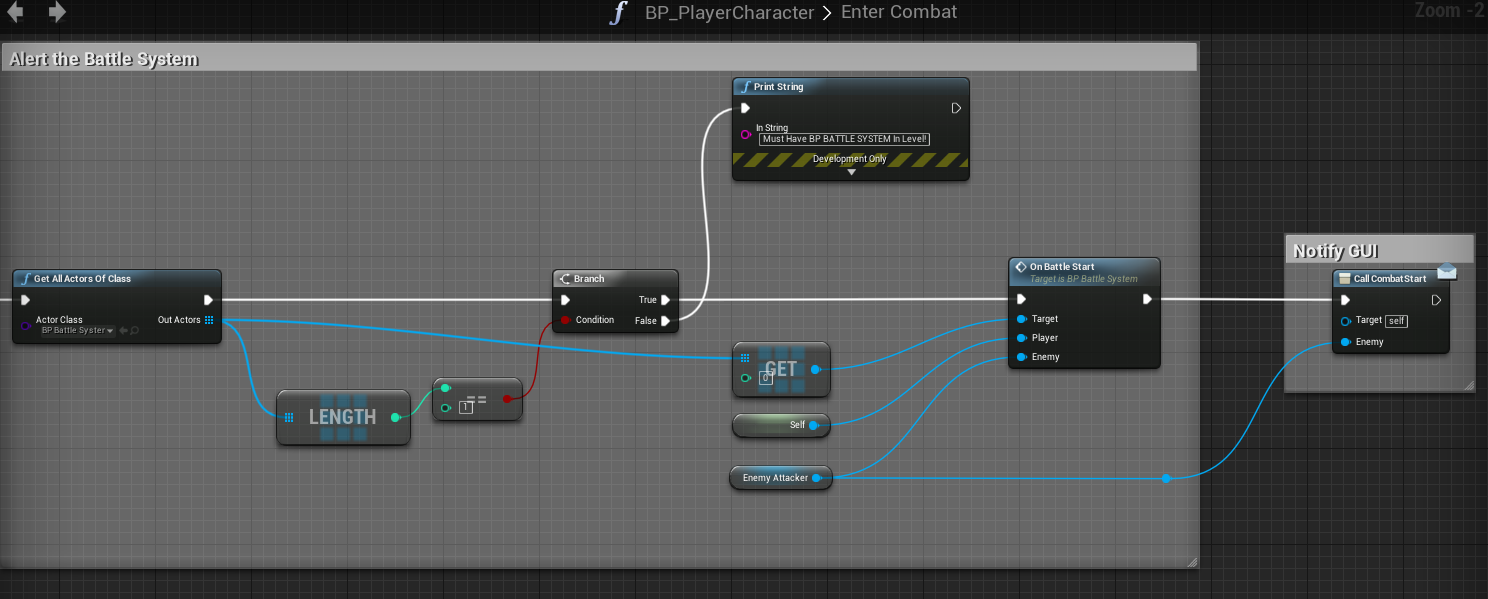 BP_PlayerCharacter > Enter Combat
Zoom -2
Alert the Battle System
Print String
In String
Must Have BP BATTLE SYSTEM In Level!
Development Only
Get All Actors Of Class
Actor Class
BP Battle Syster
Out Actors
Branch
True
Condition
False
LENGTH
==
1
GET
0
Self
Enemy Attacker
On Battle Start
Target is BP Battle System
Target
Player
Enemy
Notify GUI
Call CombatStart
Target self
Enemy